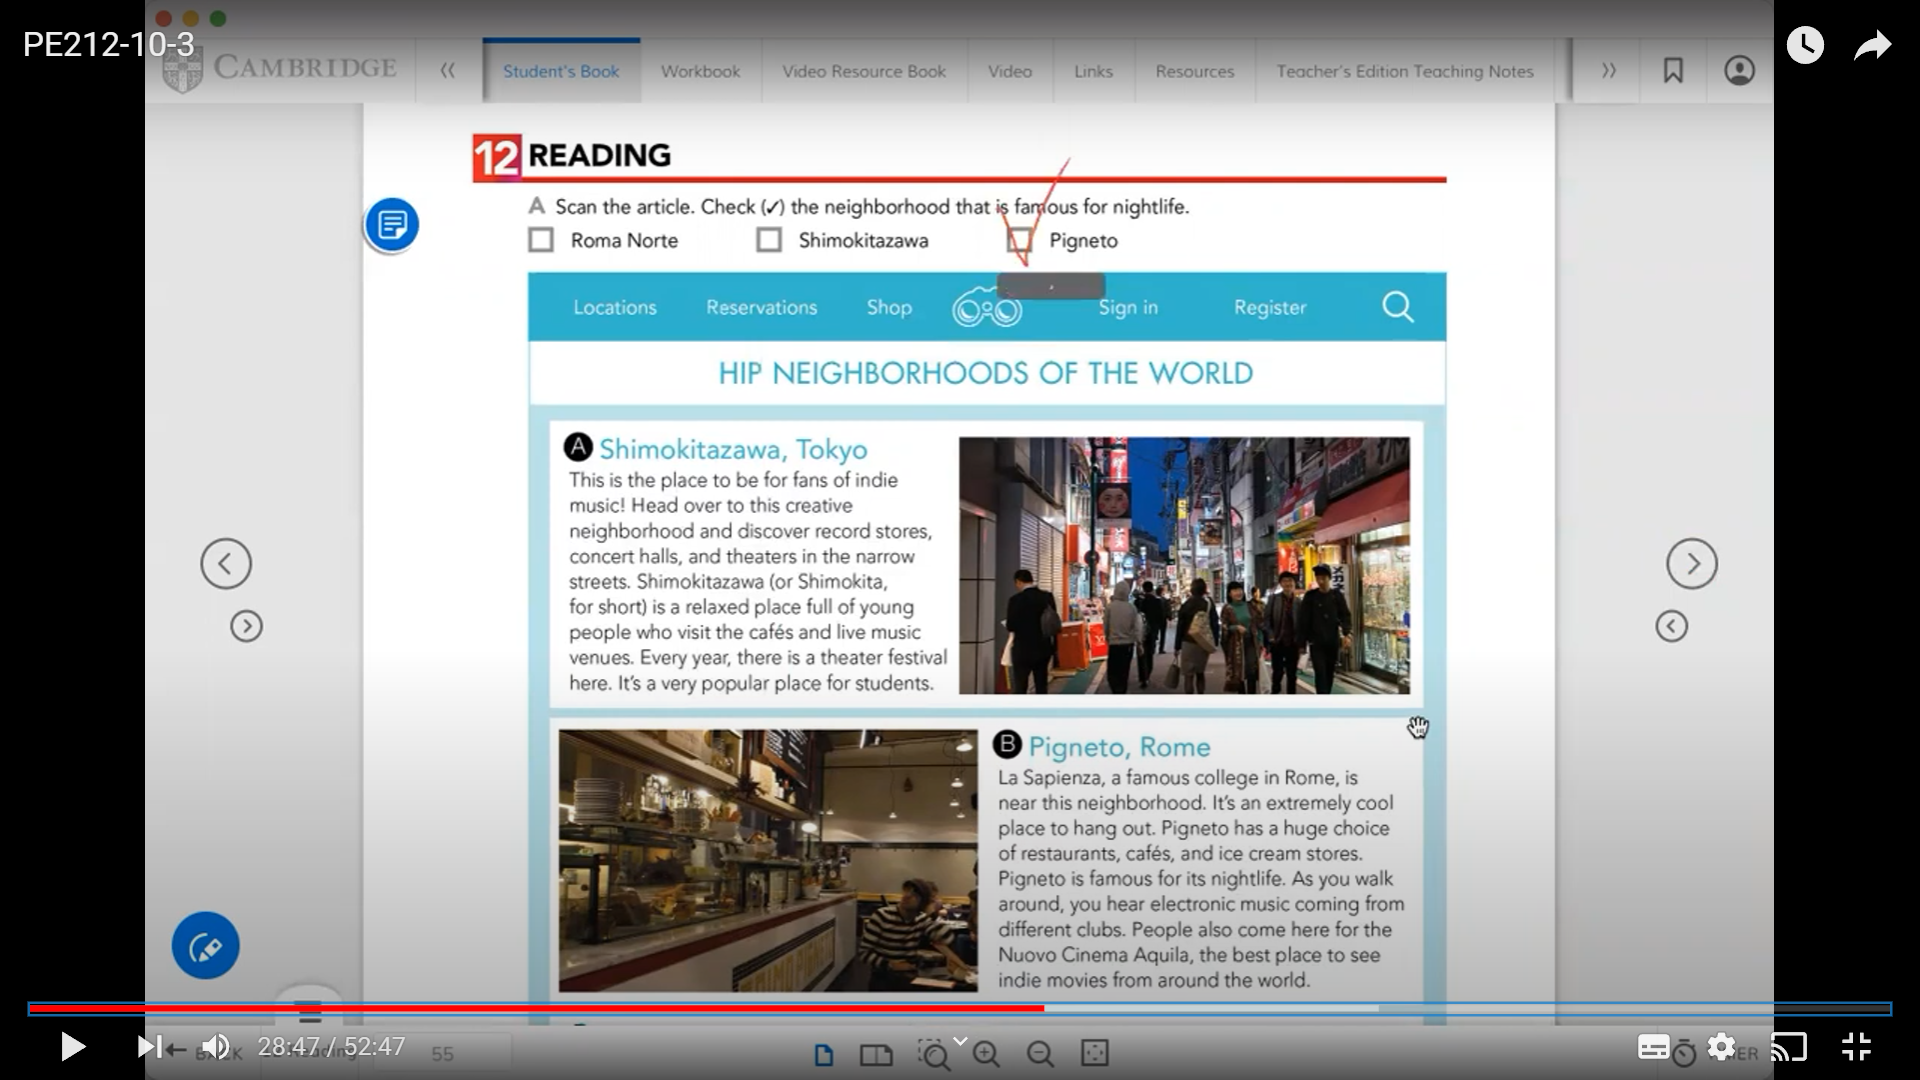 PE212-10-3
CAMBRIDGE
Student's Book
Workbook
Video Resource Book
Video
Links
Resources
Teacher's Edition Teaching Notes
12 READING
A Scan the article. Check (✓) the neighborhood that is famous for nightlife.
Roma Norte
Shimokitazawa
Pigneto
Locations
Reservations
Shop
Sign in
Register
HIP NEIGHBORHOODS OF THE WORLD
A Shimokitazawa, Tokyo
This is the place to be for fans of indie
music! Head over to this creative
neighborhood and discover record stores,
concert halls, and theaters in the narrow
streets. Shimokitazawa (or Shimokita,
for short) is a relaxed place full of young
people who visit the cafés and live music
venues. Every year, there is a theater festival
here. It's a very popular place for students.
B Pigneto, Rome
La Sapienza, a famous college in Rome, is
near this neighborhood. It's an extremely cool
place to hang out. Pigneto has a huge choice
of restaurants, cafés, and ice cream stores.
Pigneto is famous for its nightlife. As you walk
around, you hear electronic music coming from
different clubs. People also come here for the
Nuovo Cinema Aquila, the best place to see
indie movies from around the world.
BACK
28:47 / 52:47
55